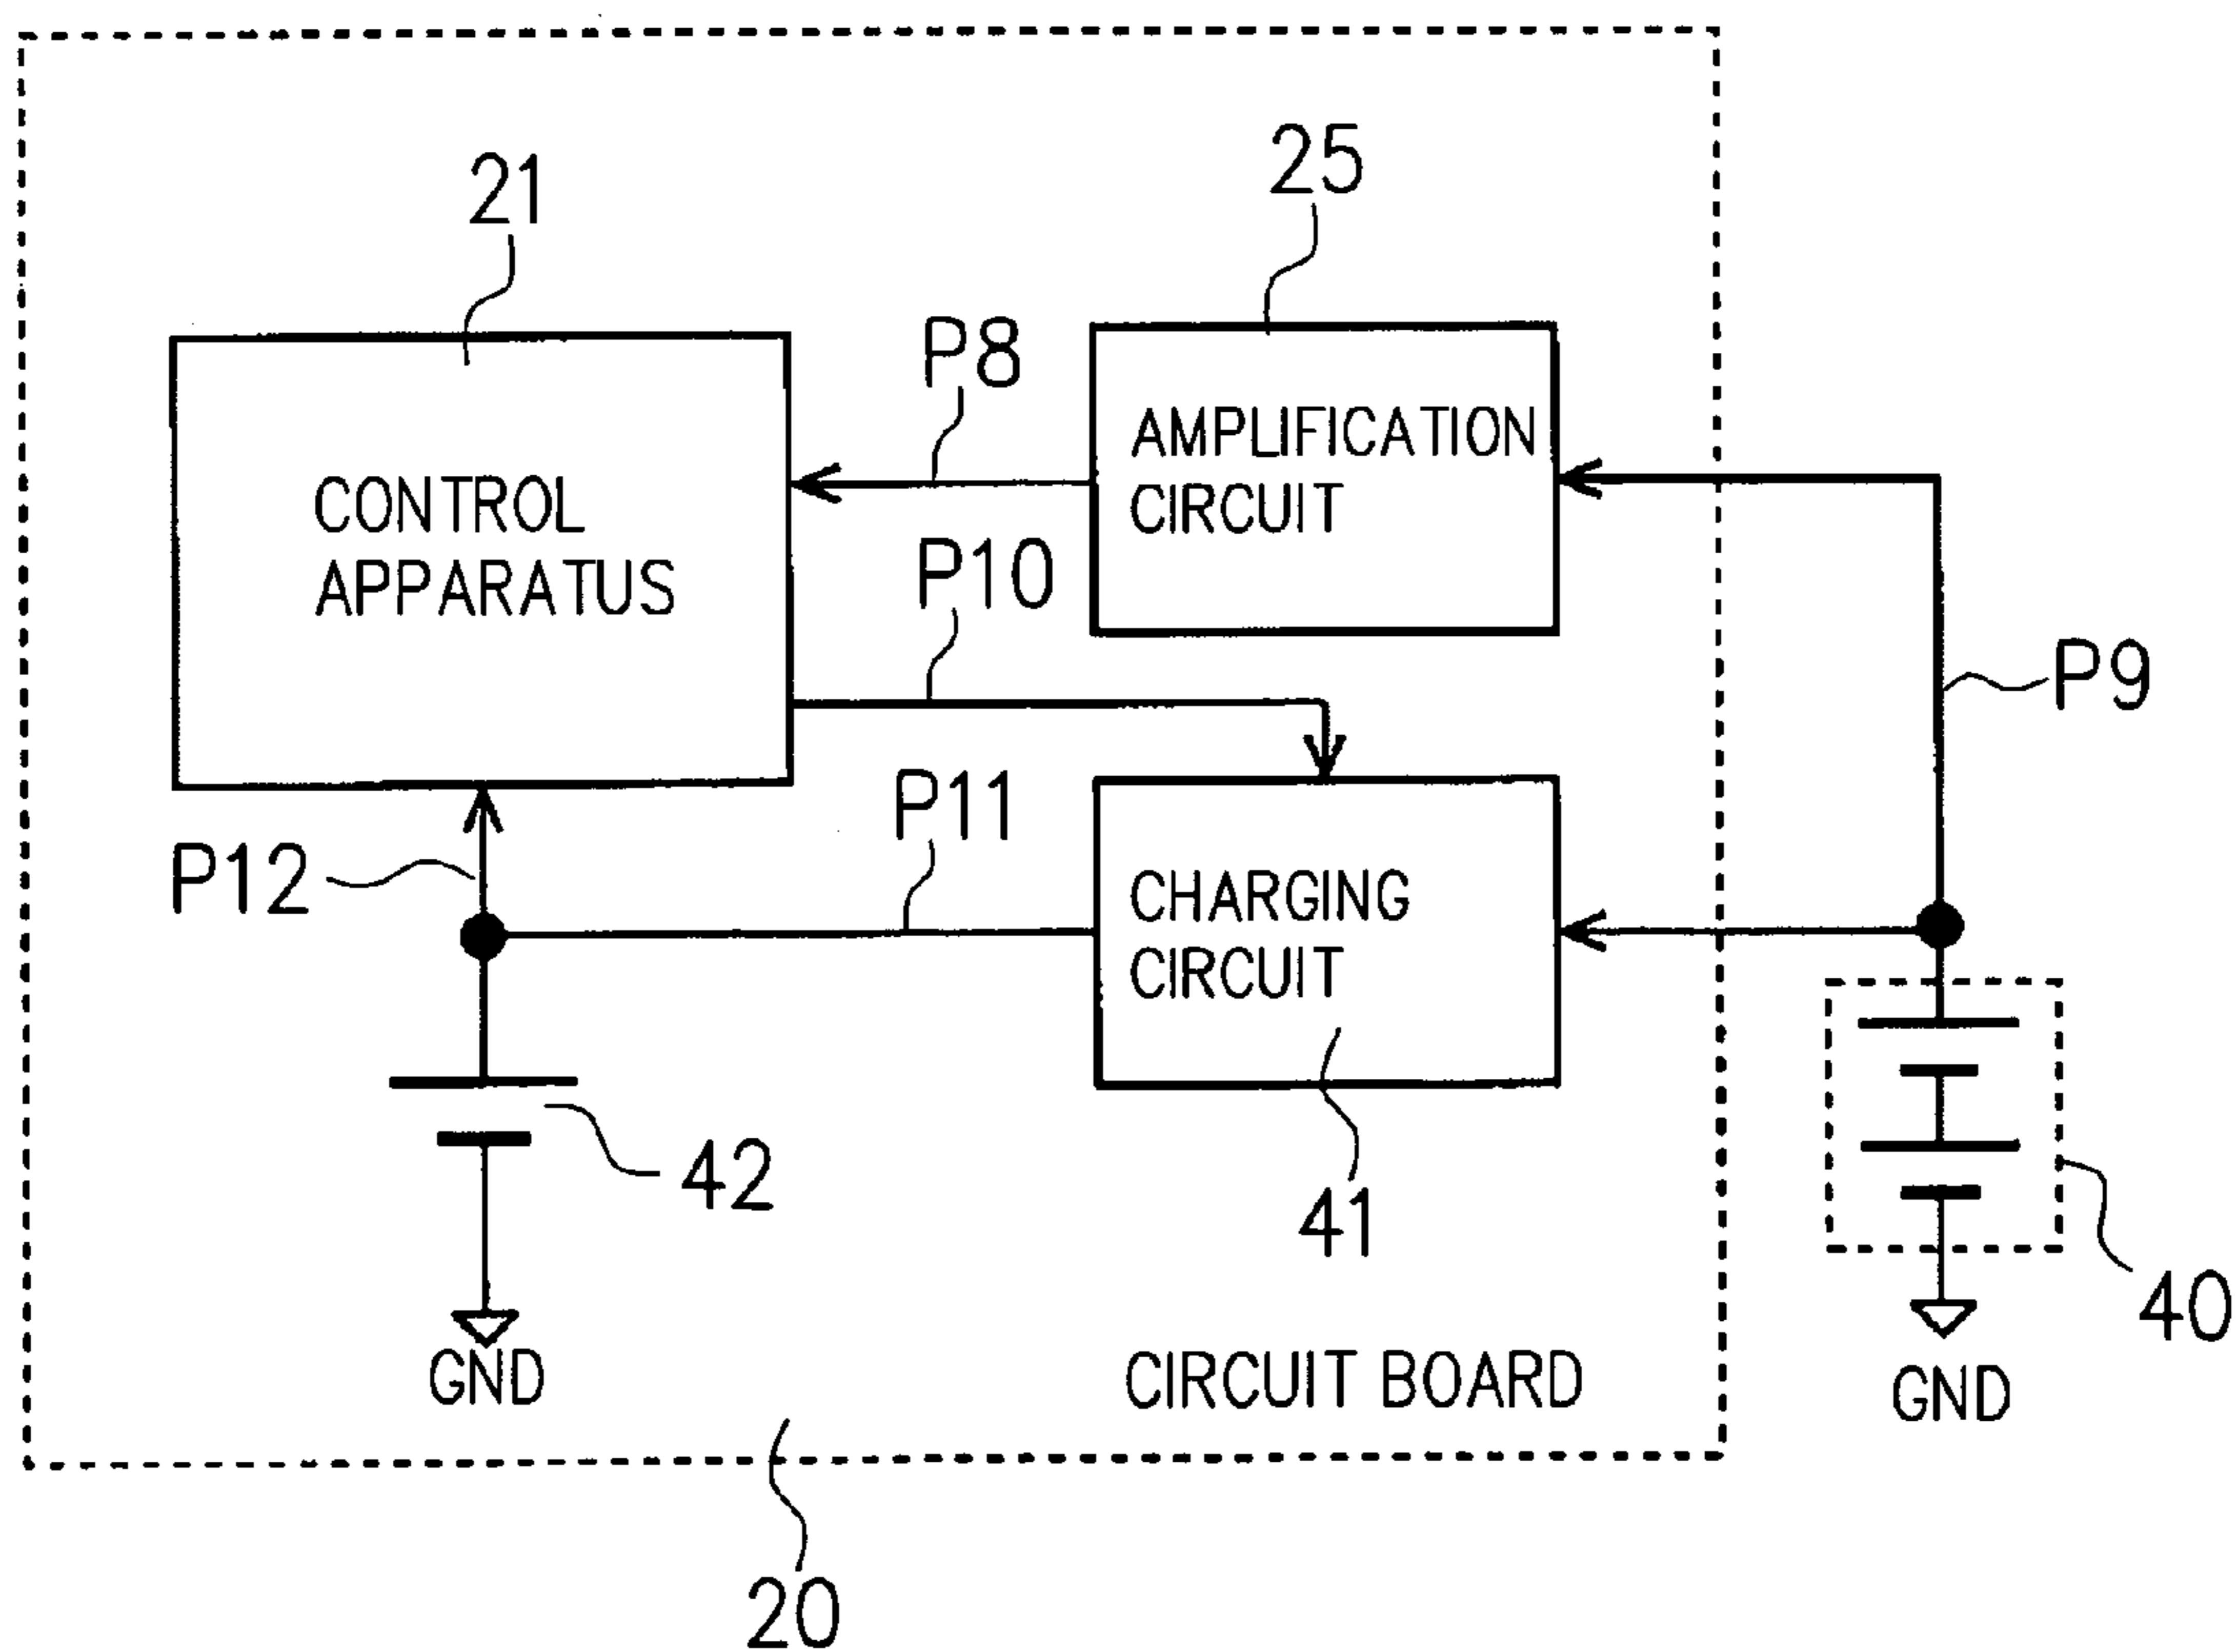 21
25
P8
AMPLIFICATION
CIRCUIT
CONTROL
APPARATUS
P10
P9
P11
P12
CHARGING
CIRCUIT
42
41
40
GND
CIRCUIT BOARD
GND
20